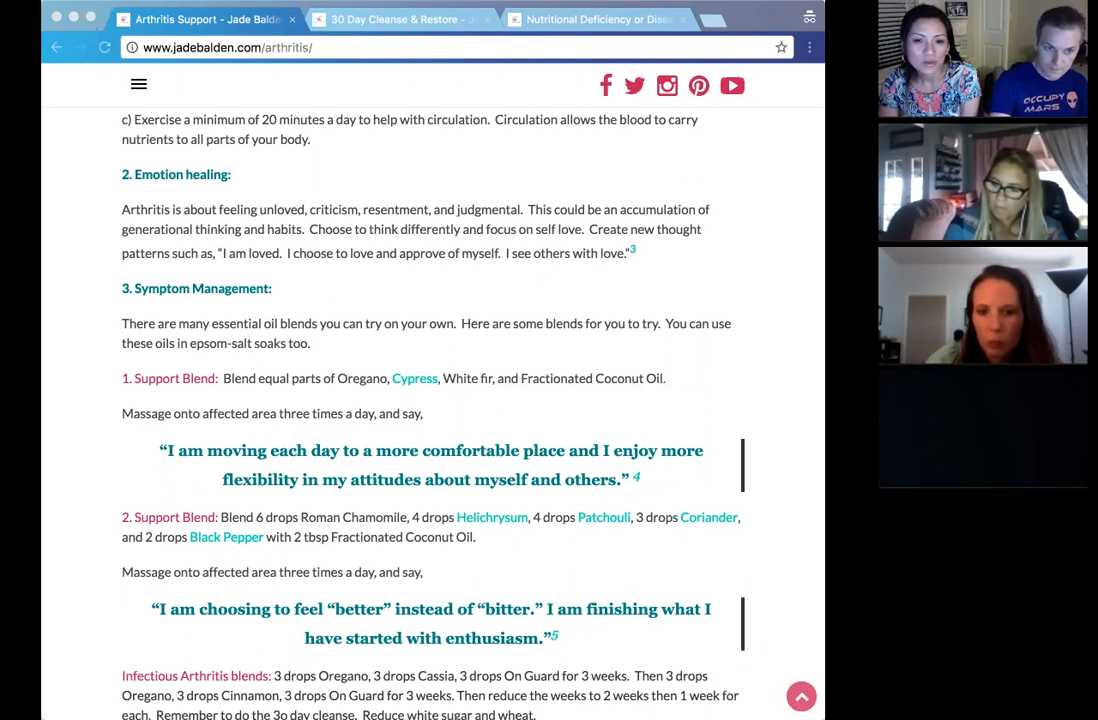 Arthritis Support - Jade Balde
30 Day Cleanse & Restore - J
Nutritional Deficiency or Dise
www.jadebalden.com/arthritis/
c) Exercise a minimum of 20 minutes a day to help with circulation. Circulation allows the blood to carry
nutrients to all parts of your body.
2. Emotion healing:
Arthritis is about feeling unloved, criticism, resentment, and judgmental. This could be an accumulation of
generational thinking and habits. Choose to think differently and focus on self love. Create new thought
patterns such as, “I am loved. I choose to love and approve of myself. I see others with love.”3
3. Symptom Management:
There are many essential oil blends you can try on your own. Here are some blends for you to try. You can use
these oils in epsom-salt soaks too.
1. Support Blend: Blend equal parts of Oregano, Cypress, White fir, and Fractionated Coconut Oil.
Massage onto affected area three times a day, and say,
“I am moving each day to a more comfortable place and I enjoy more
flexibility in my attitudes about myself and others.” 4
2. Support Blend: Blend 6 drops Roman Chamomile, 4 drops Helichrysum, 4 drops Patchouli, 3 drops Coriander,
and 2 drops Black Pepper with 2 tbsp Fractionated Coconut Oil.
Massage onto affected area three times a day, and say,
“I am choosing to feel “better” instead of “bitter.” I am finishing what I
have started with enthusiasm.”5
Infectious Arthritis blends: 3 drops Oregano, 3 drops Cassia, 3 drops On Guard for 3 weeks. Then 3 drops
Oregano, 3 drops Cinnamon, 3 drops On Guard for 3 weeks. Then reduce the weeks to 2 weeks then 1 week for
each. Remember to do the 3o day cleanse. Reduce white sugar and wheat.
OCCUPY
MARS